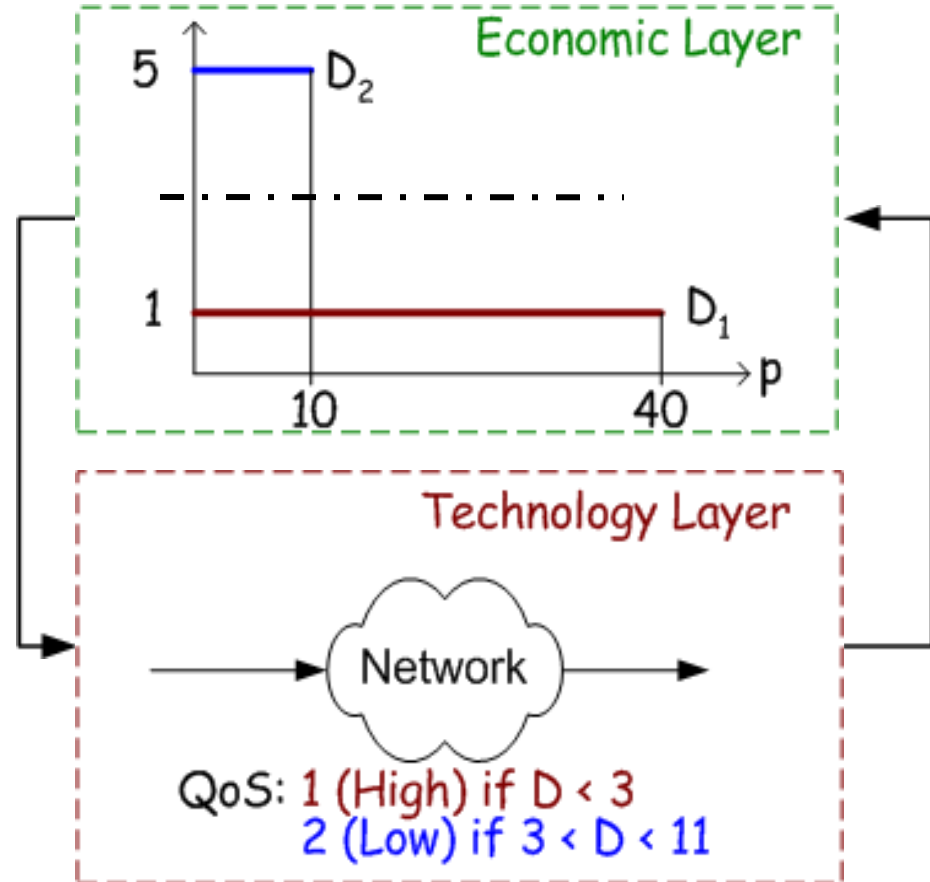 Economic Layer
5
D₂
1
D₁
p
10
40
Technology Layer
Network
QoS: 1 (High) if D < 3
2 (Low) if 3 < D < 11